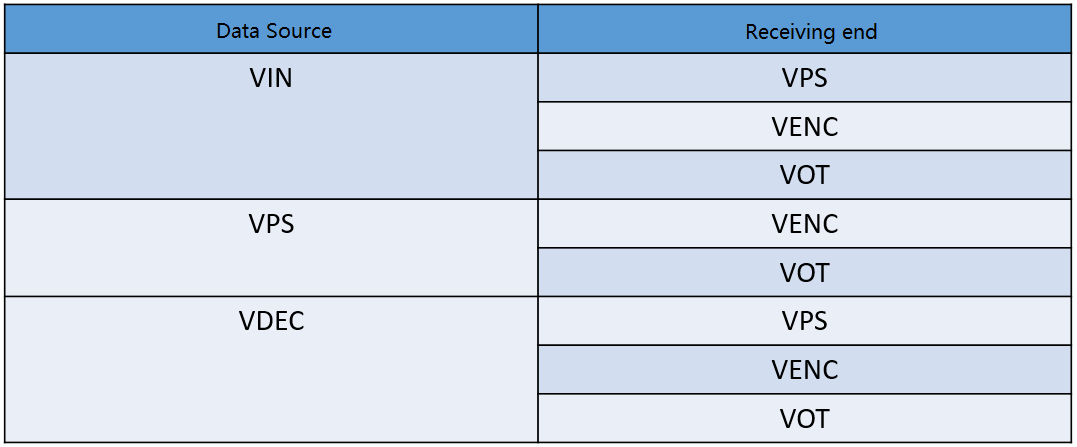 Data Source
Receiving end
VIN
VPS
VENC
VOT
VPS
VENC
VOT
VDEC
VPS
VENC
VOT